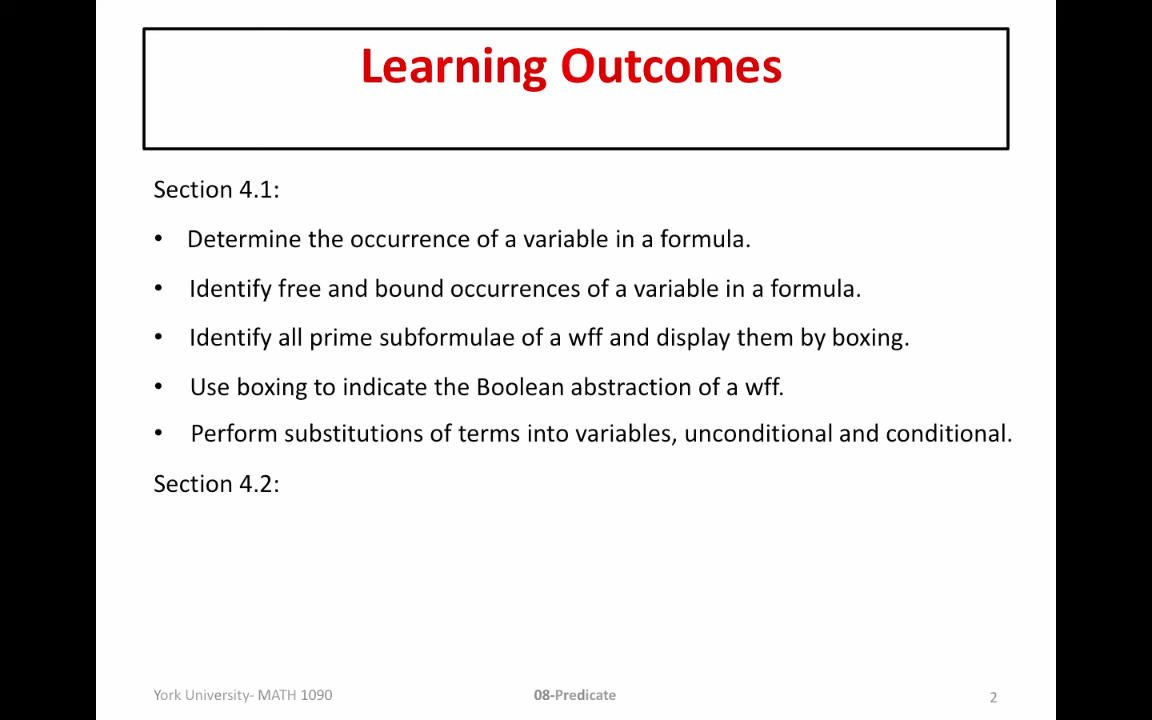 Learning Outcomes
Section 4.1:
• Determine the occurrence of a variable in a formula.
• Identify free and bound occurrences of a variable in a formula.
• Identify all prime subformulae of a wff and display them by boxing.
• Use boxing to indicate the Boolean abstraction of a wff.
• Perform substitutions of terms into variables, unconditional and conditional.
Section 4.2:
York University- MATH 1090
08-Predicate
2